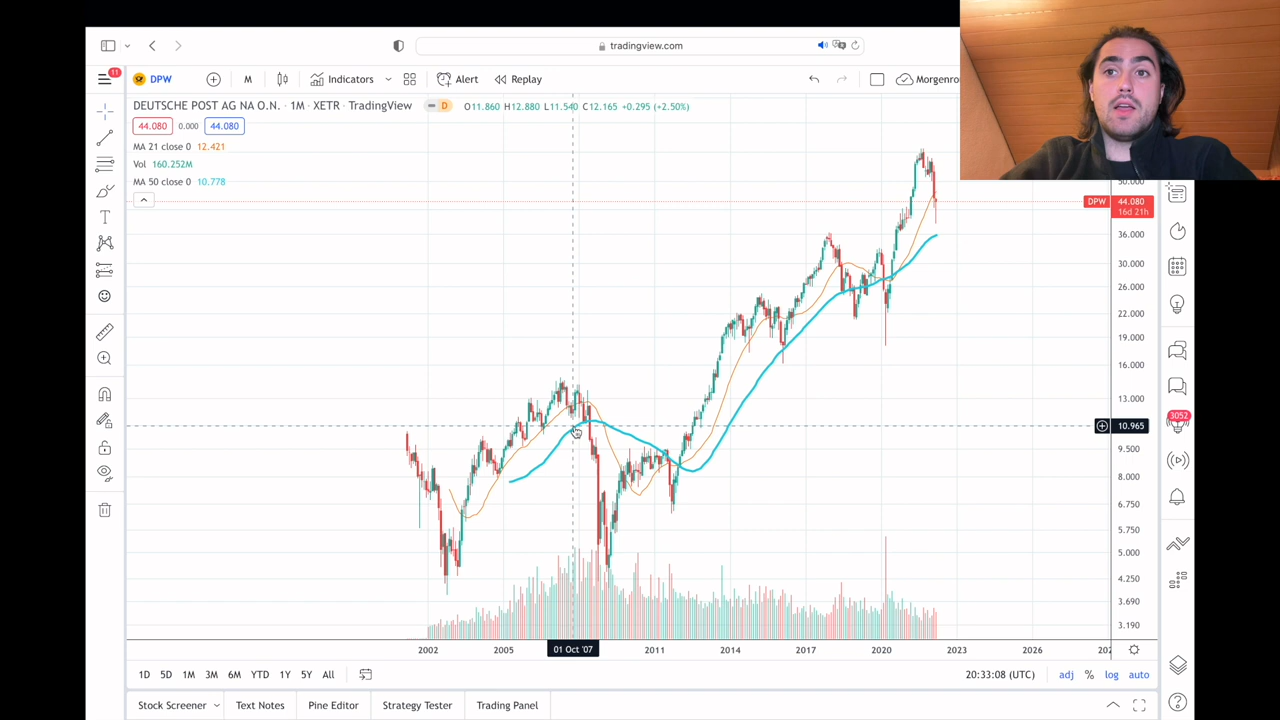 tradingview.com
11
DPW
M
Indicators
Alert
Replay
Morgenro
DEUTSCHE POST AG NA O.N. · 1M · XETR · TradingView
D
O11.860 H12.880 L11.540 C12.165 +0.295 (+2.50%)
44.080
0.000
44.080
MA 21 close 0 12.421
Vol 160.252M
MA 50 close 0 10.778
50.000
DPW
44.080
16d 21h
36.000
30.000
26.000
22.000
19.000
16.000
13.000
10.965
9.500
8.000
6.750
5.750
5.000
4.250
3.690
3.190
3052
2002
2005
01 Oct '07
2011
2014
2017
2020
2023
2026
202
1D
5D
1M
3M
6M
YTD
1Y
5Y
All
20:33:08 (UTC)
adj
%
log
auto
Stock Screener
Text Notes
Pine Editor
Strategy Tester
Trading Panel